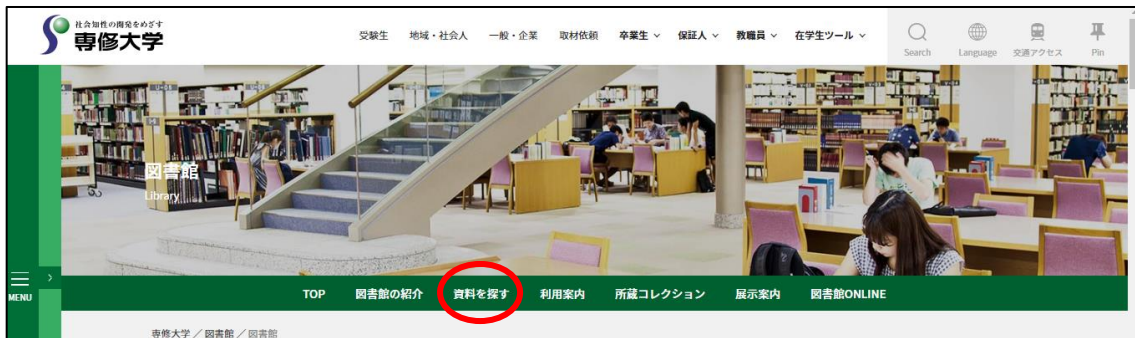 社会知性の開発をめざす
専修大学
受験生 地域・社会人 一般・企業 取材依頼 卒業生 保証人 教職員 在学生ツール
Search Language 交通アクセス Pin
図書館
Library
MENU
TOP 図書館の紹介 資料を探す 利用案内 所蔵コレクション 展示案内 図書館ONLINE
専修大学 / 図書館 / 図書館